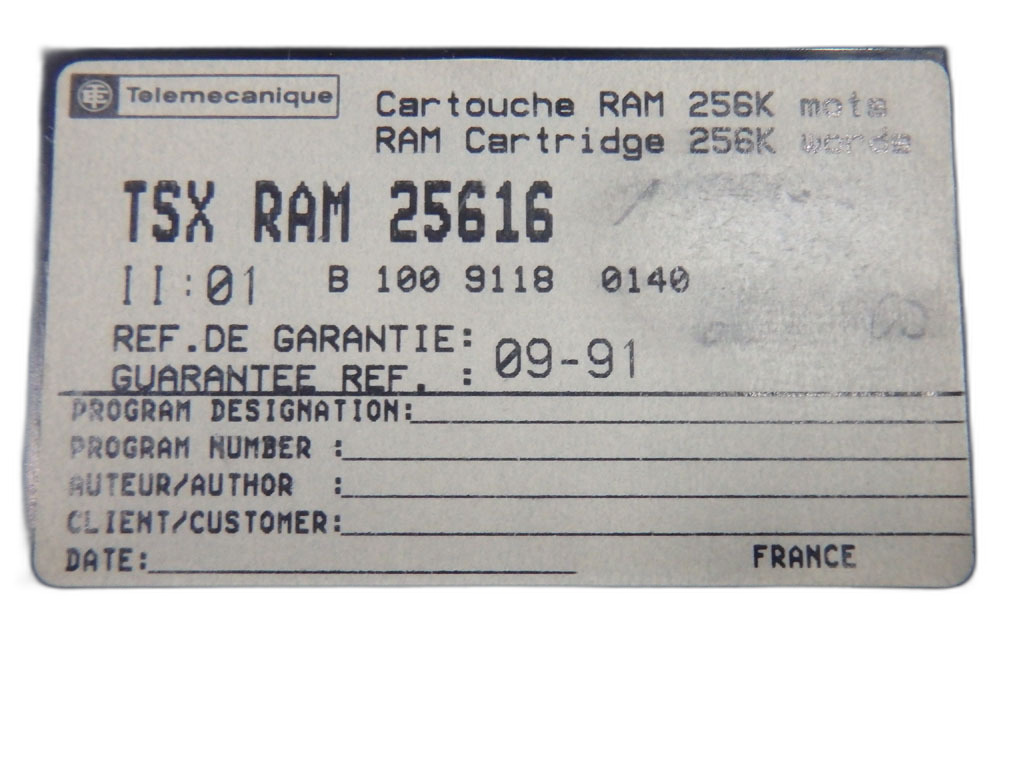 Telemecanique
Cartouche RAM 256K mots
RAM Cartridge 256K words
TSX RAM 25616
II:01 B 100 9118 0140
REF.DE GARANTIE:
GUARANTEE REF. : 09-91
PROGRAM DESIGNATION:
PROGRAM NUMBER :
AUTEUR/AUTHOR :
CLIENT/CUSTOMER:
DATE:
FRANCE